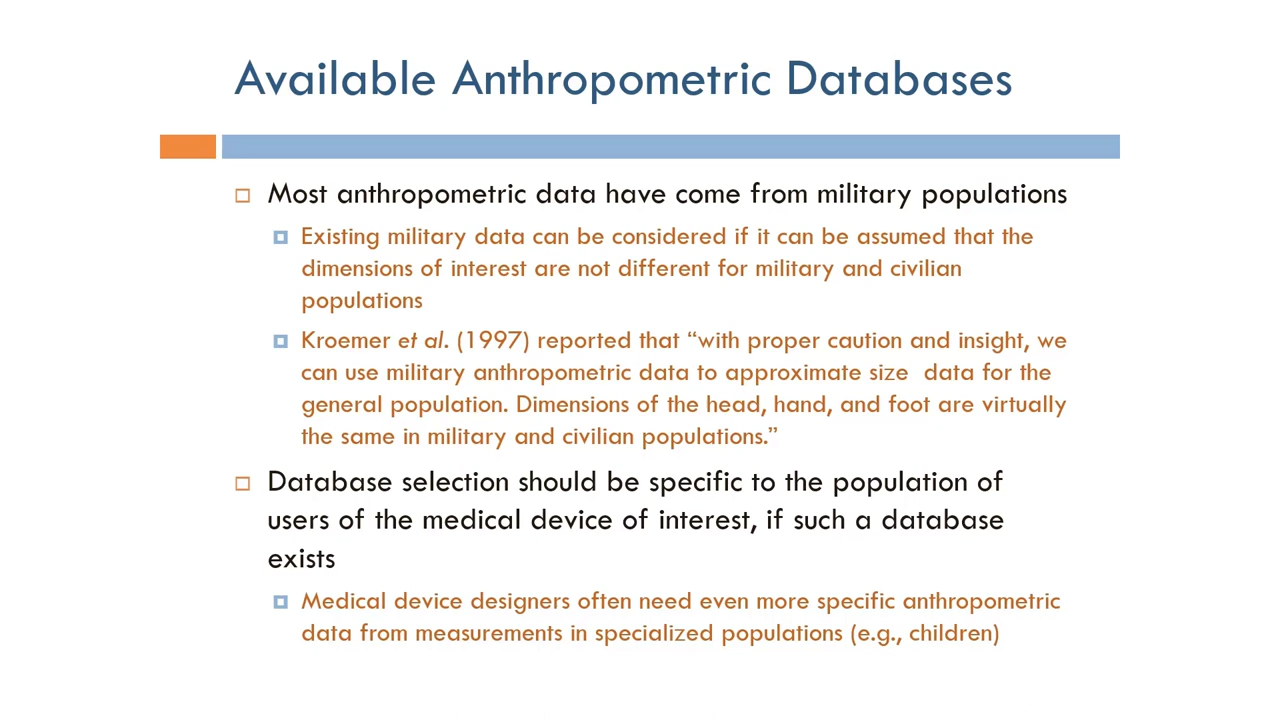 Available Anthropometric Databases
Most anthropometric data have come from military populations
Existing military data can be considered if it can be assumed that the
dimensions of interest are not different for military and civilian
populations
Kroemer et al. (1997) reported that “with proper caution and insight, we
can use military anthropometric data to approximate size  data for the
general population. Dimensions of the head, hand, and foot are virtually
the same in military and civilian populations.”
Database selection should be specific to the population of
users of the medical device of interest, if such a database
exists
Medical device designers often need even more specific anthropometric
data from measurements in specialized populations (e.g., children)